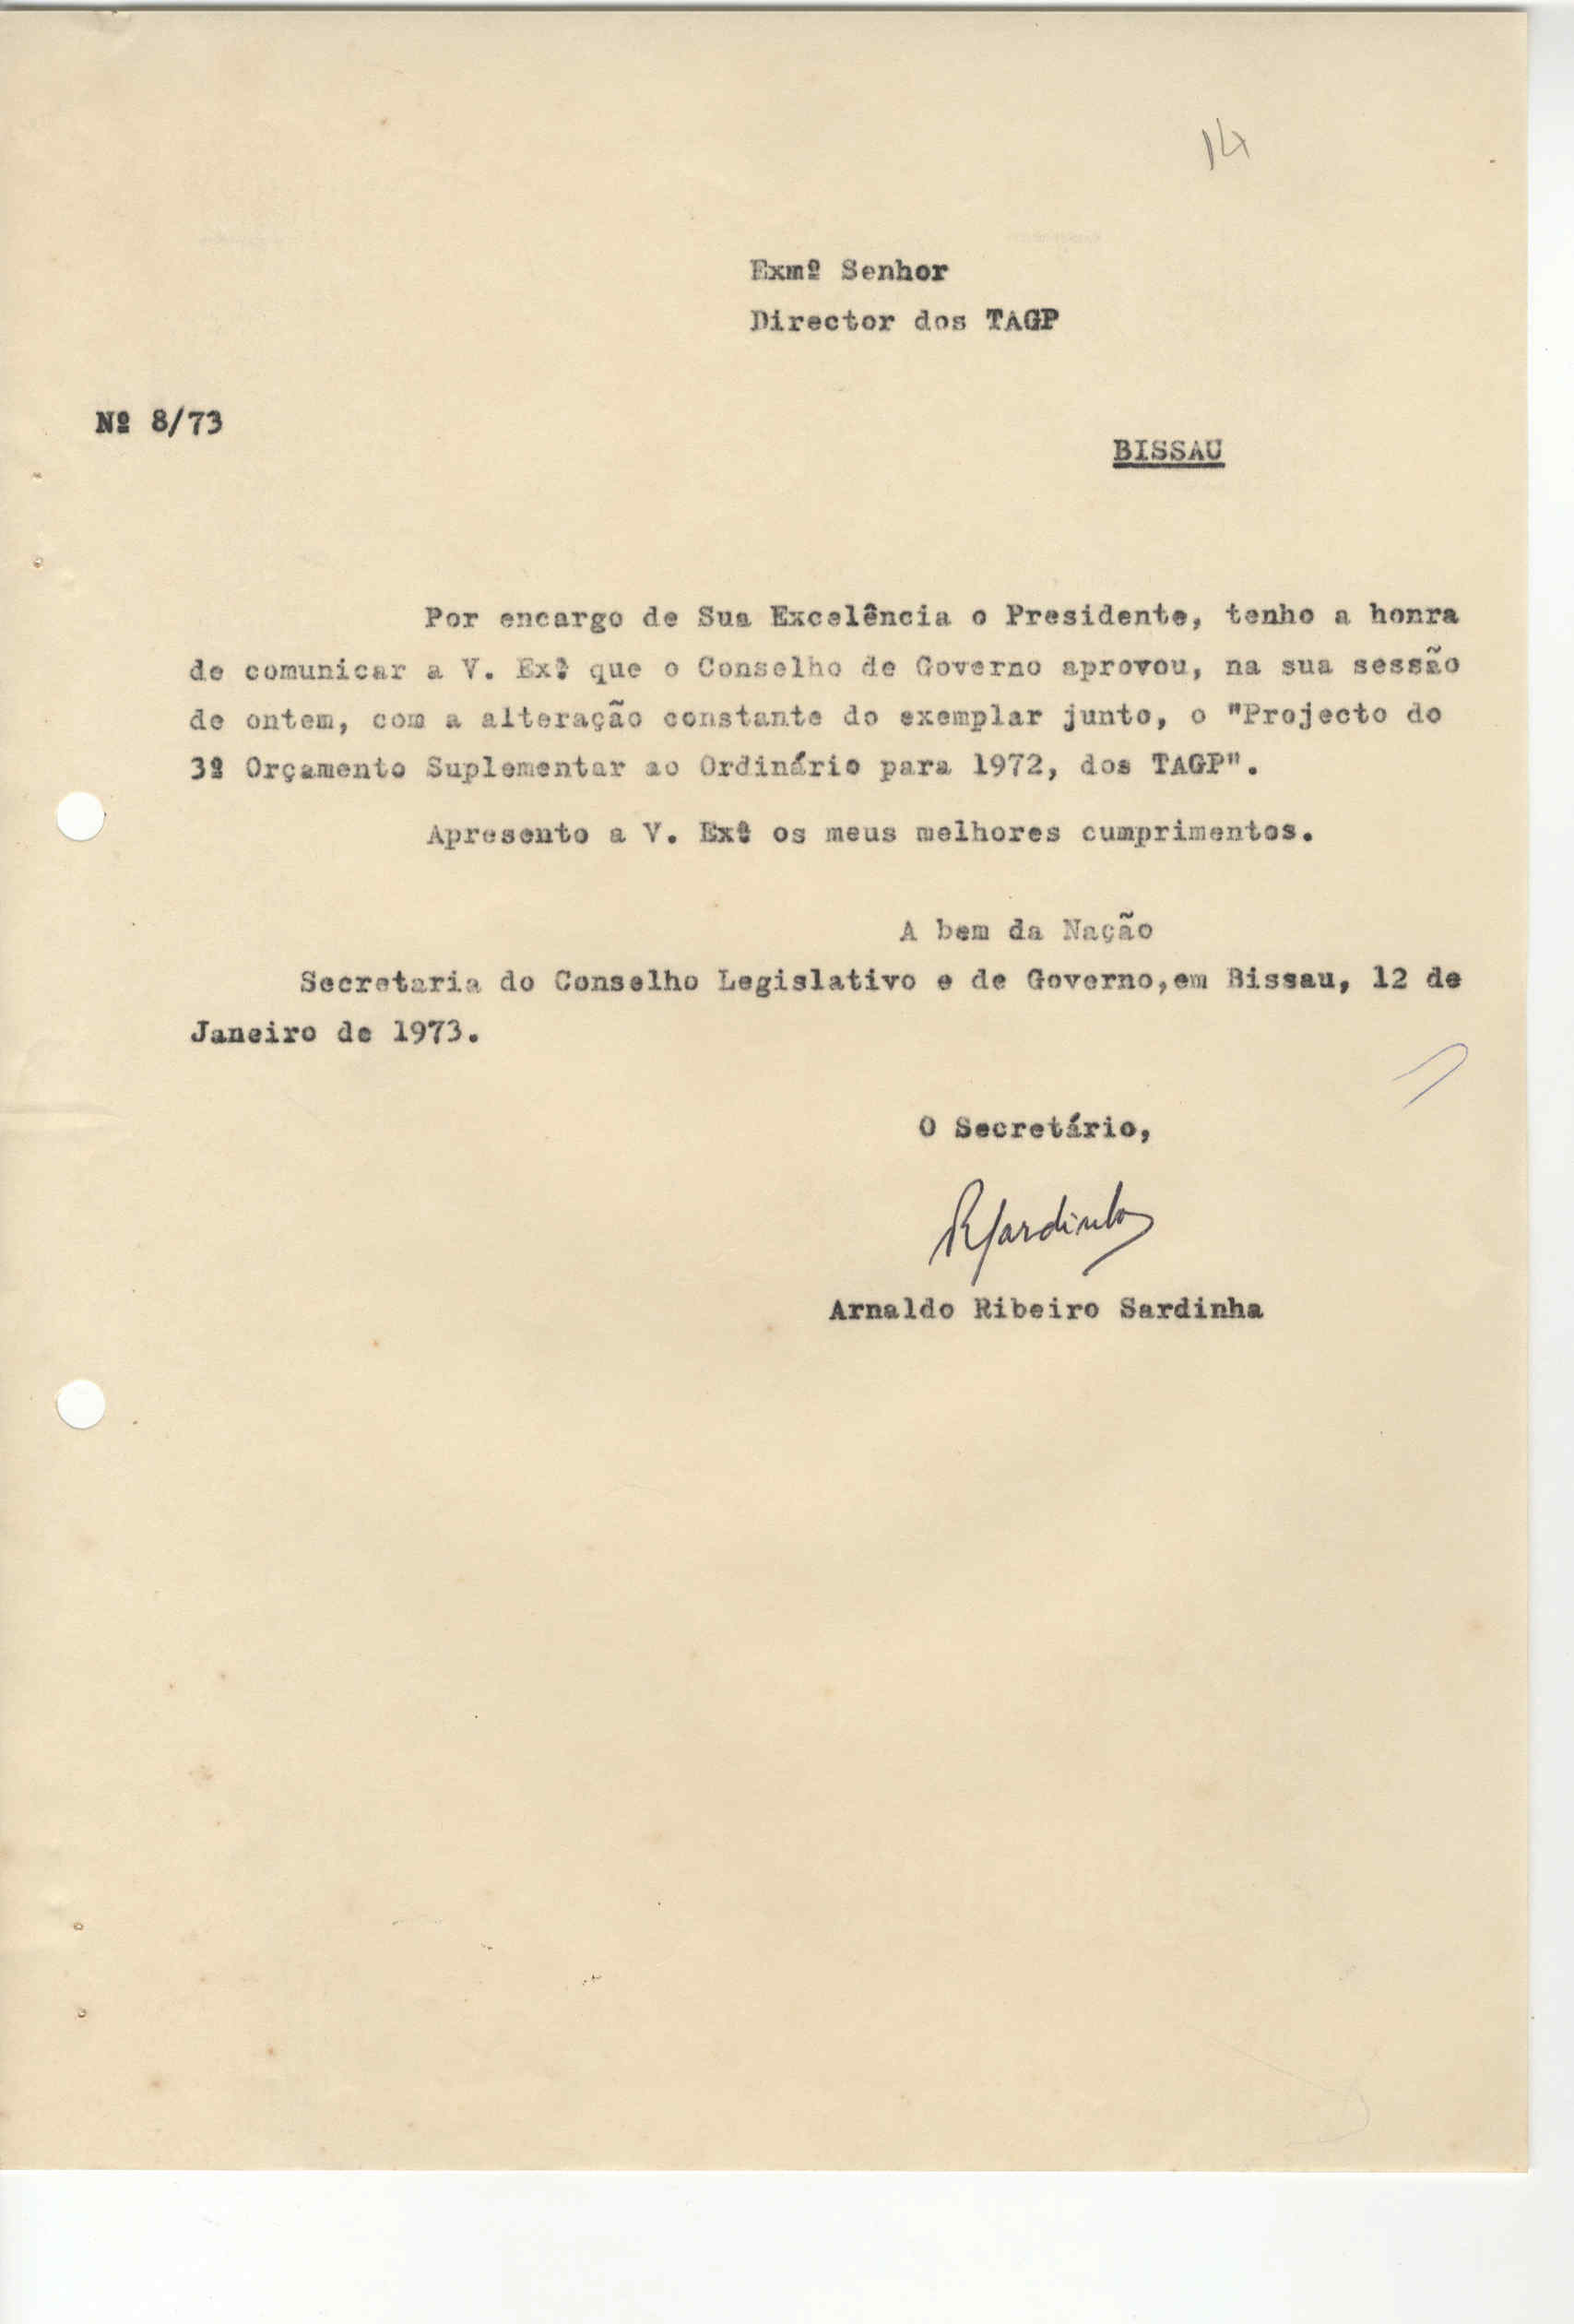 14
Exmº Senhor
Director dos TAGP
Nº 8/73
BISSAU
Por encargo de Sua Excelência o Presidente, tenho a honra
de comunicar a V. Exª que o Conselho de Governo aprovou, na sua sessão
de ontem, com a alteração constante do exemplar junto, o "Projecto do
3º Orçamento Suplementar ao Ordinário para 1972, dos TAGP".
Apresento a V. Exª os meus melhores cumprimentos.
A bem da Nação
Secretaria do Conselho Legislativo e de Governo,em Bissau, 12 de
Janeiro de 1973.
O Secretário,
RSardinha
Arnaldo Ribeiro Sardinha